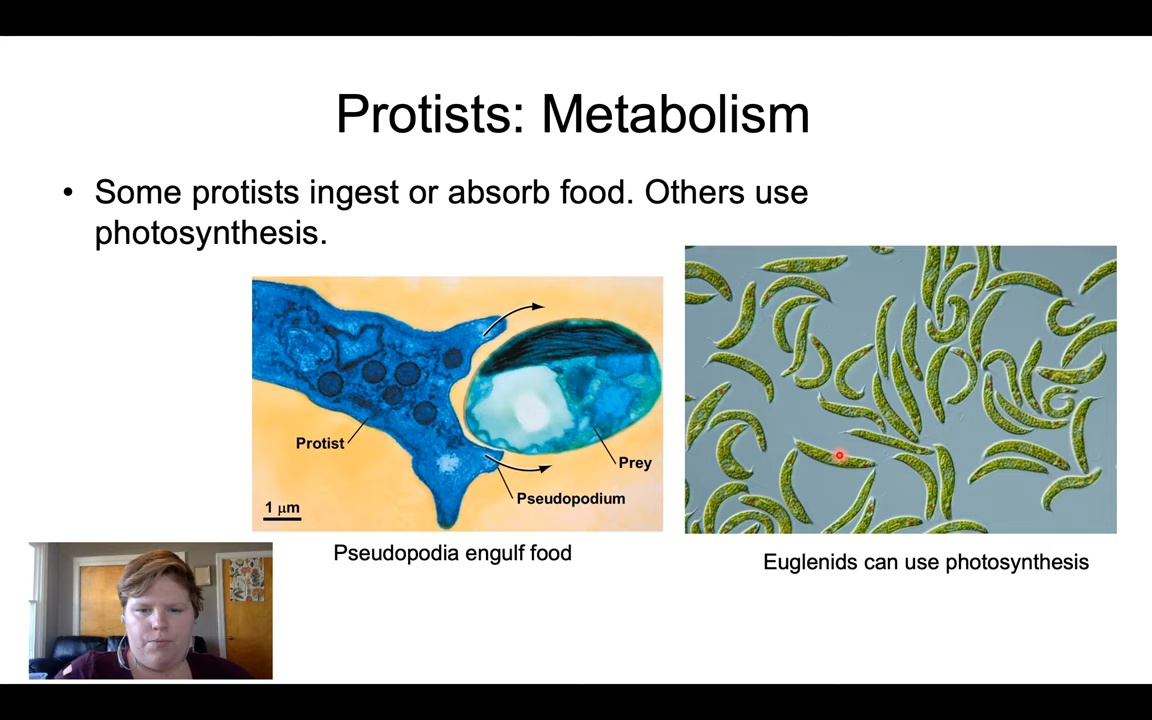 Protists: Metabolism
• Some protists ingest or absorb food. Others use
photosynthesis.
Protist
Prey
Pseudopodium
1 μm
Pseudopodia engulf food
Euglenids can use photosynthesis